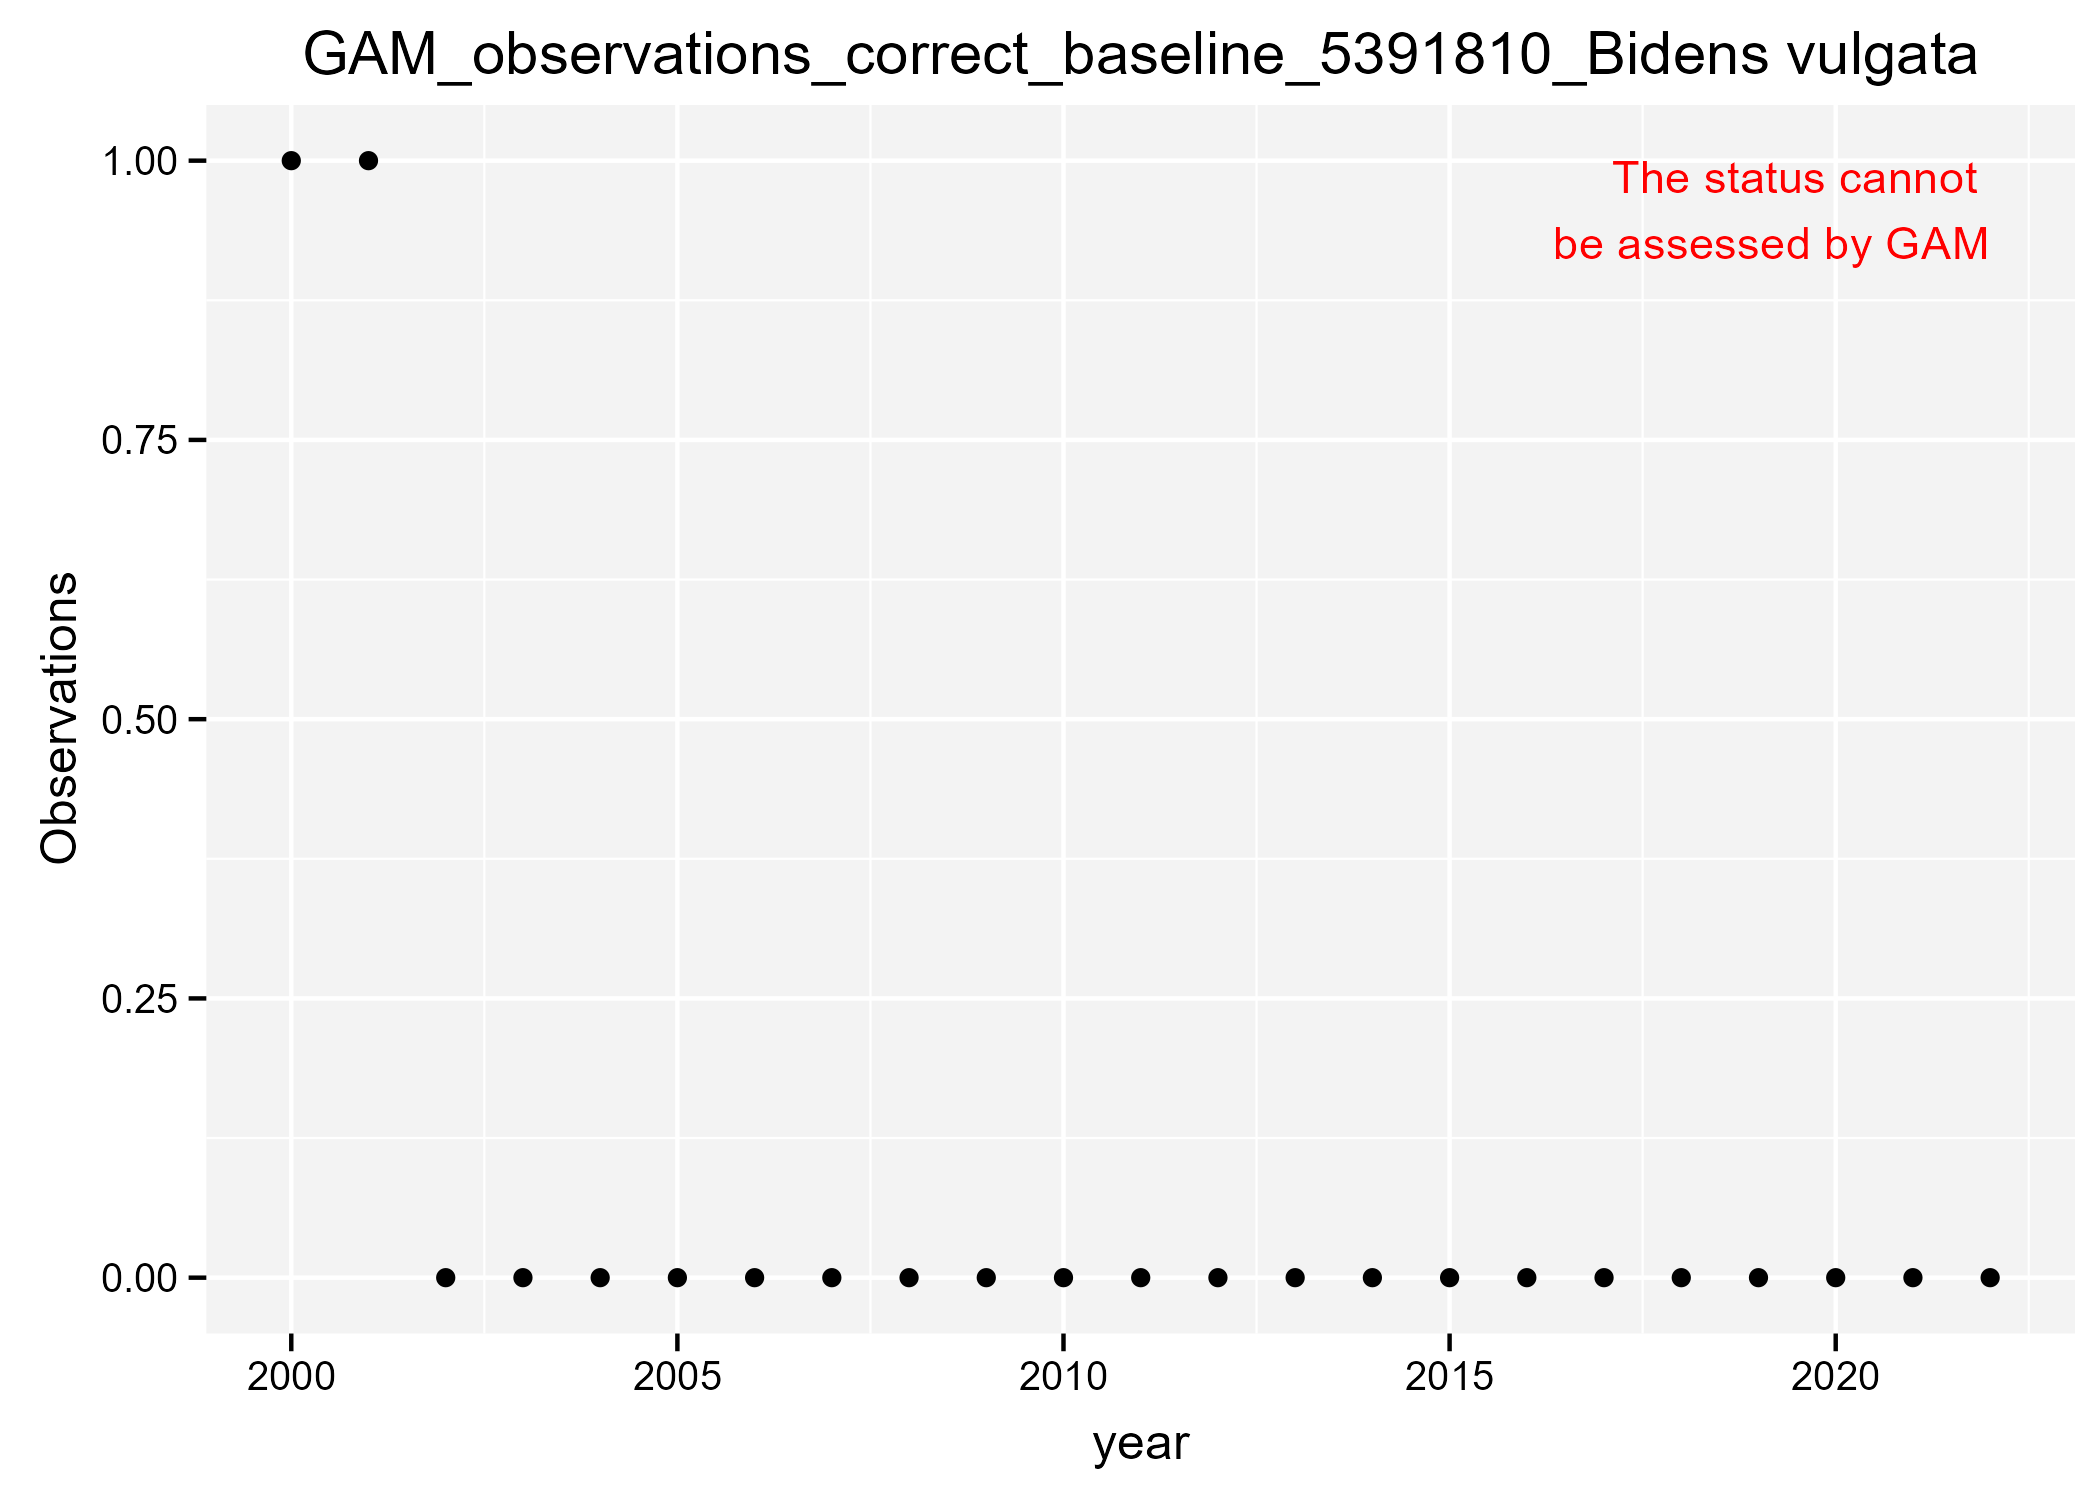 GAM_observations_correct_baseline_5391810_Bidens vulgata
1.00
The status cannot
be assessed by GAM
0.75
0.50
0.25
0.00
Observations
2000 2005 2010 2015 2020
year